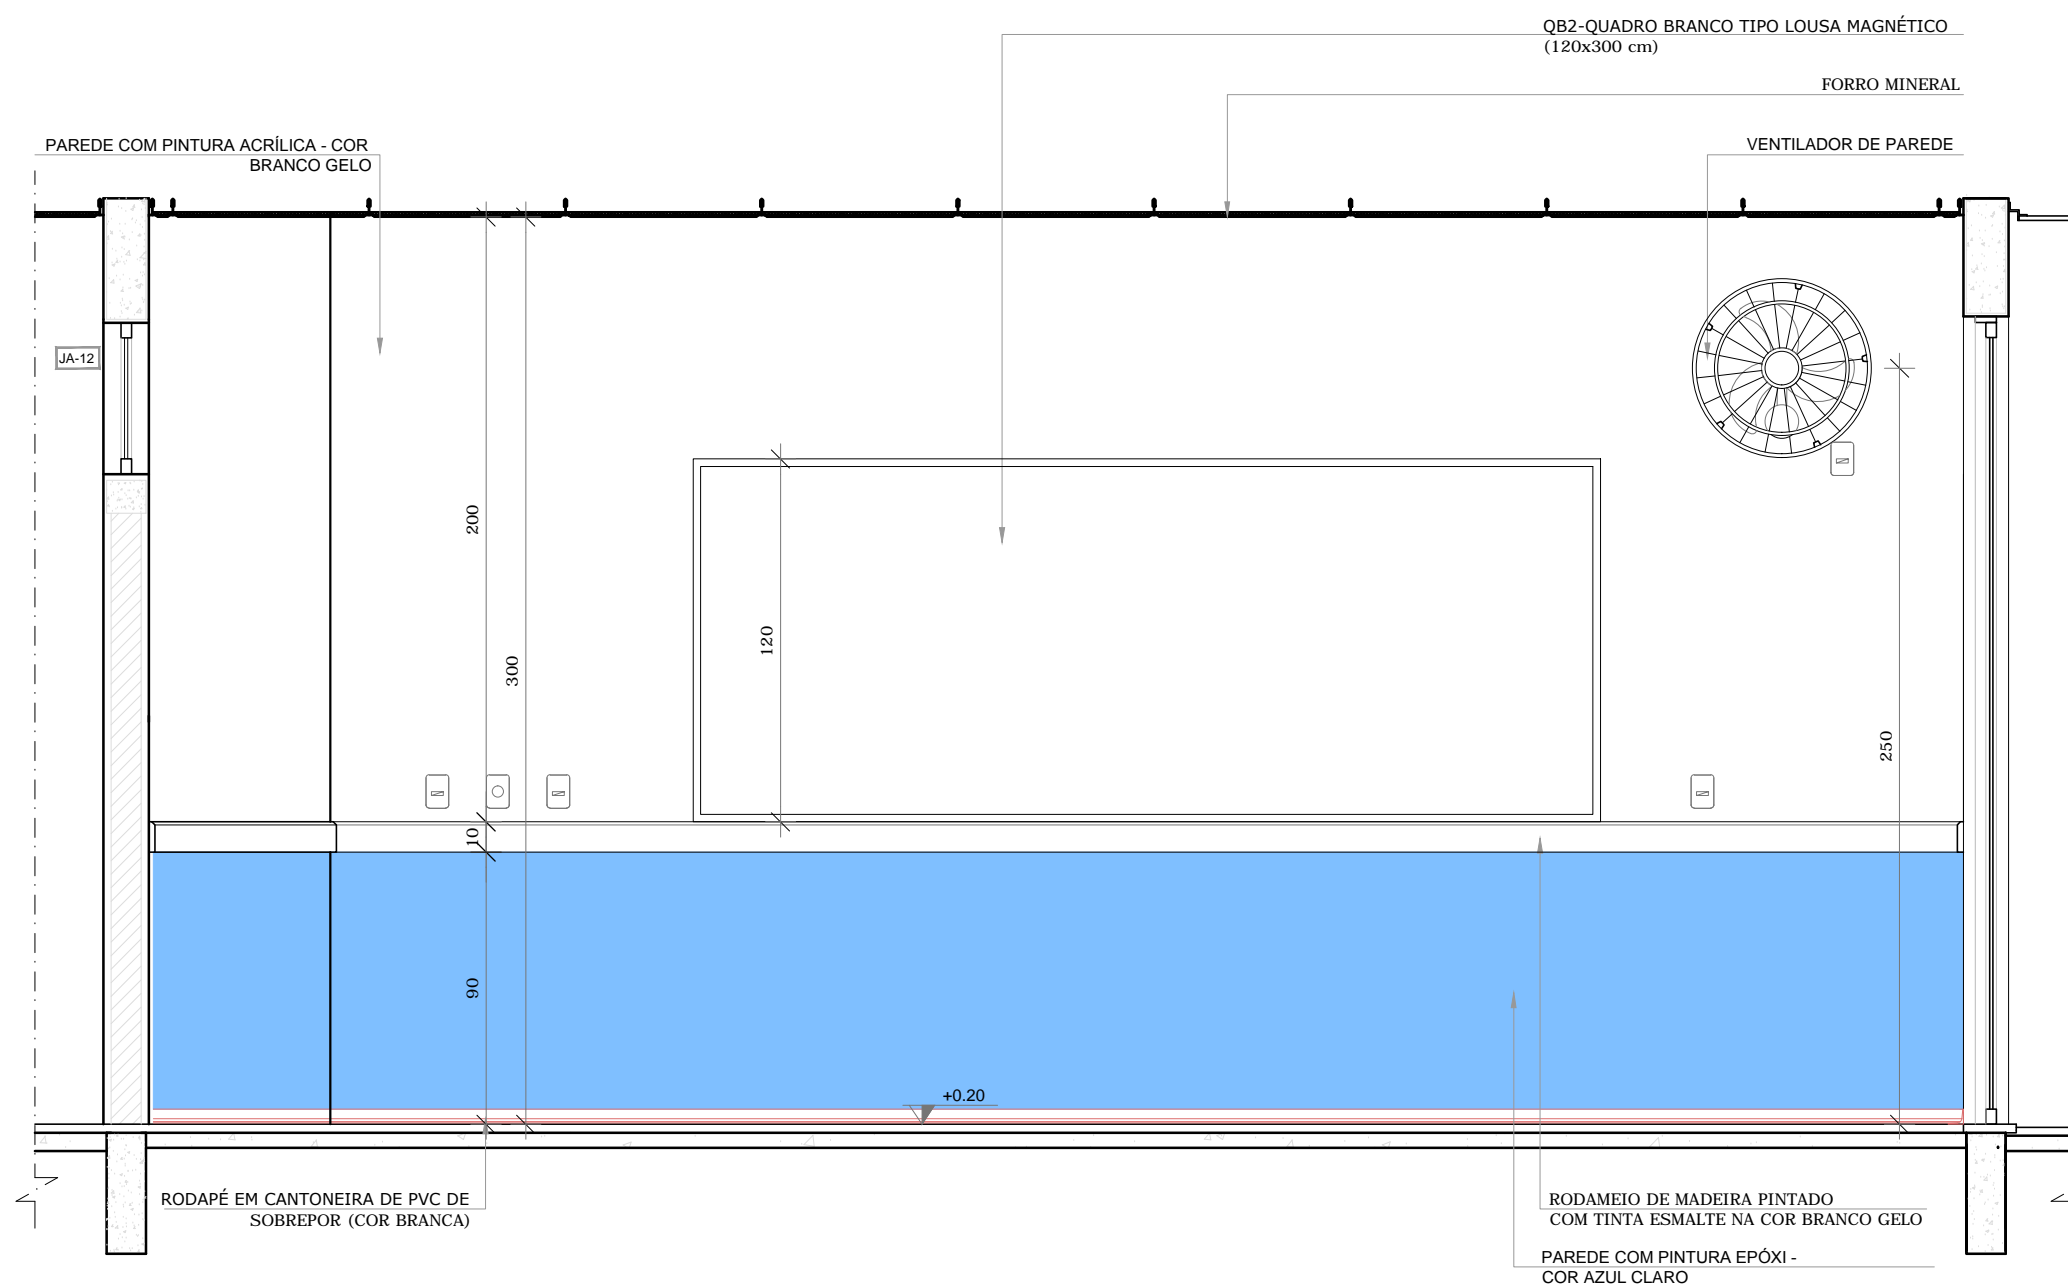 QB2-QUADRO BRANCO TIPO LOUSA MAGNÉTICO
(120x300 cm)
FORRO MINERAL
PAREDE COM PINTURA ACRÍLICA - COR
BRANCO GELO
VENTILADOR DE PAREDE
JA-12
200
300
120
250
10
90
+0.20
RODAPÉ EM CANTONEIRA DE PVC DE
SOBREPOR (COR BRANCA)
RODAMEIO DE MADEIRA PINTADO
COM TINTA ESMALTE NA COR BRANCO GELO
PAREDE COM PINTURA EPÓXI -
COR AZUL CLARO